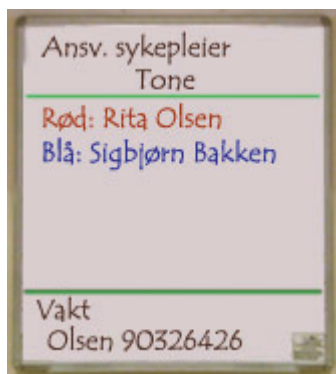 Ansv. sykepleier
Tone
Rød: Rita Olsen
Blå: Sigbjørn Bakken
Vakt
Olsen 90326426